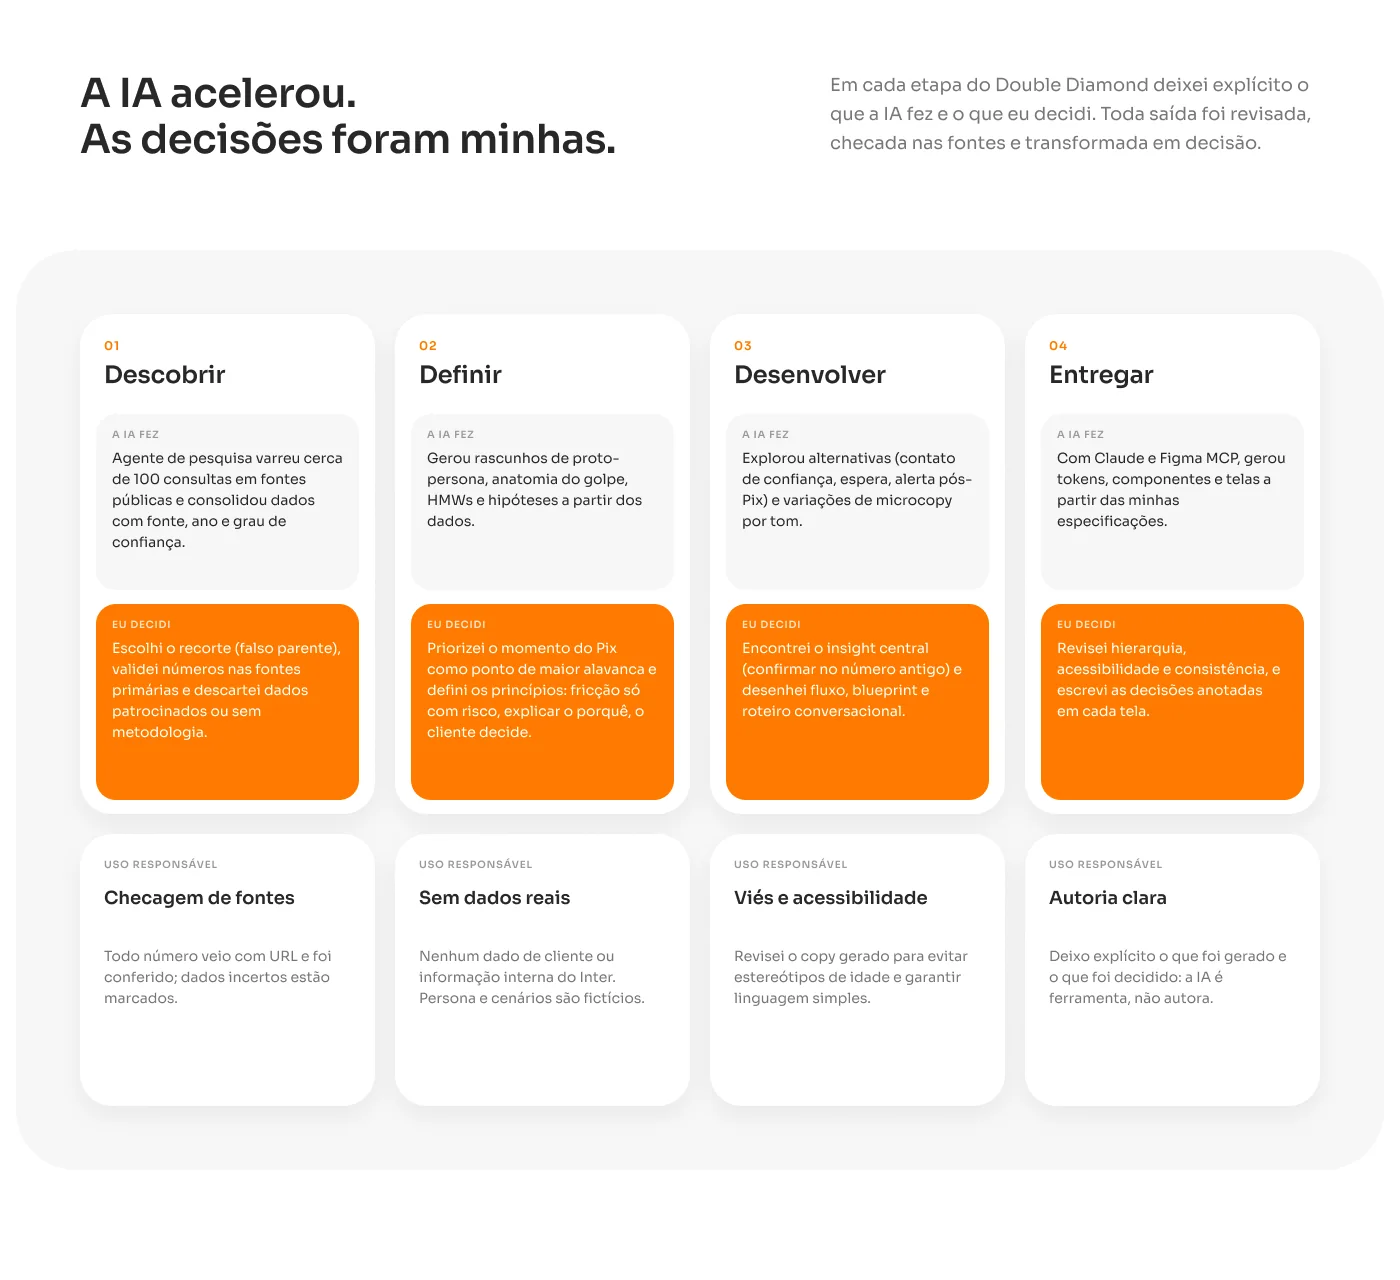 A IA acelerou.
As decisões foram minhas.
Em cada etapa do Double Diamond deixei explícito o
que a IA fez e o que eu decidi. Toda saída foi revisada,
checada nas fontes e transformada em decisão.
01
Descobrir
A IA FEZ
Agente de pesquisa varreu cerca
de 100 consultas em fontes
públicas e consolidou dados
com fonte, ano e grau de
confiança.
EU DECIDI
Escolhi o recorte (falso parente),
validei números nas fontes
primárias e descartei dados
patrocinados ou sem
metodologia.
02
Definir
A IA FEZ
Gerou rascunhos de proto-
persona, anatomia do golpe,
HMWs e hipóteses a partir dos
dados.
EU DECIDI
Priorizei o momento do Pix
como ponto de maior alavanca e
defini os princípios: fricção só
com risco, explicar o porquê, o
cliente decide.
03
Desenvolver
A IA FEZ
Explorou alternativas (contato
de confiança, espera, alerta pós-
Pix) e variações de microcopy
por tom.
EU DECIDI
Encontrei o insight central
(confirmar no número antigo) e
desenhei fluxo, blueprint e
roteiro conversacional.
04
Entregar
A IA FEZ
Com Claude e Figma MCP, gerou
tokens, componentes e telas a
partir das minhas
especificações.
EU DECIDI
Revisei hierarquia,
acessibilidade e consistência, e
escrevi as decisões anotadas
em cada tela.
USO RESPONSÁVEL
Checagem de fontes
Todo número veio com URL e foi
conferido; dados incertos estão
marcados.
USO RESPONSÁVEL
Sem dados reais
Nenhum dado de cliente ou
informação interna do Inter.
Persona e cenários são fictícios.
USO RESPONSÁVEL
Viés e acessibilidade
Revisei o copy gerado para evitar
estereótipos de idade e garantir
linguagem simples.
USO RESPONSÁVEL
Autoria clara
Deixo explícito o que foi gerado e
o que foi decidido: a IA é
ferramenta, não autora.